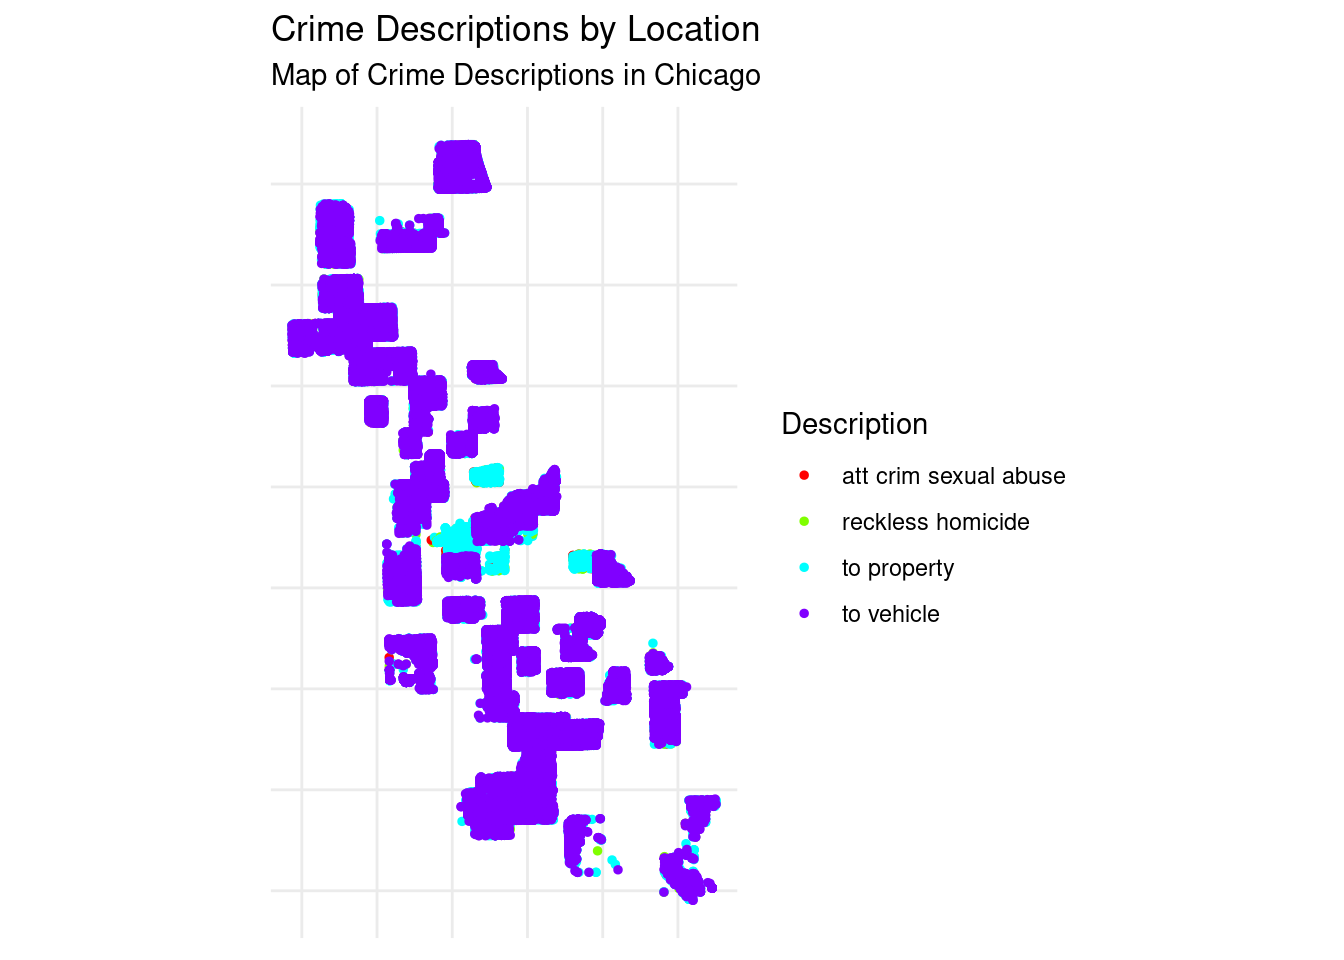 Crime Descriptions by Location
Map of Crime Descriptions in Chicago
Description
att crim sexual abuse
reckless homicide
to property
to vehicle